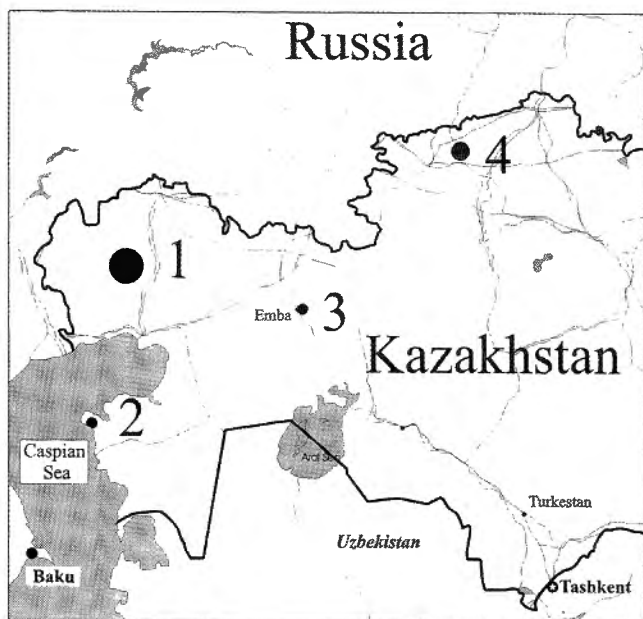 Russia
4
1
Emba
3
Kazakhstan
2
Caspian
Sea
Aral Sea
Turkestan
Uzbekistan
Baku
Tashkent